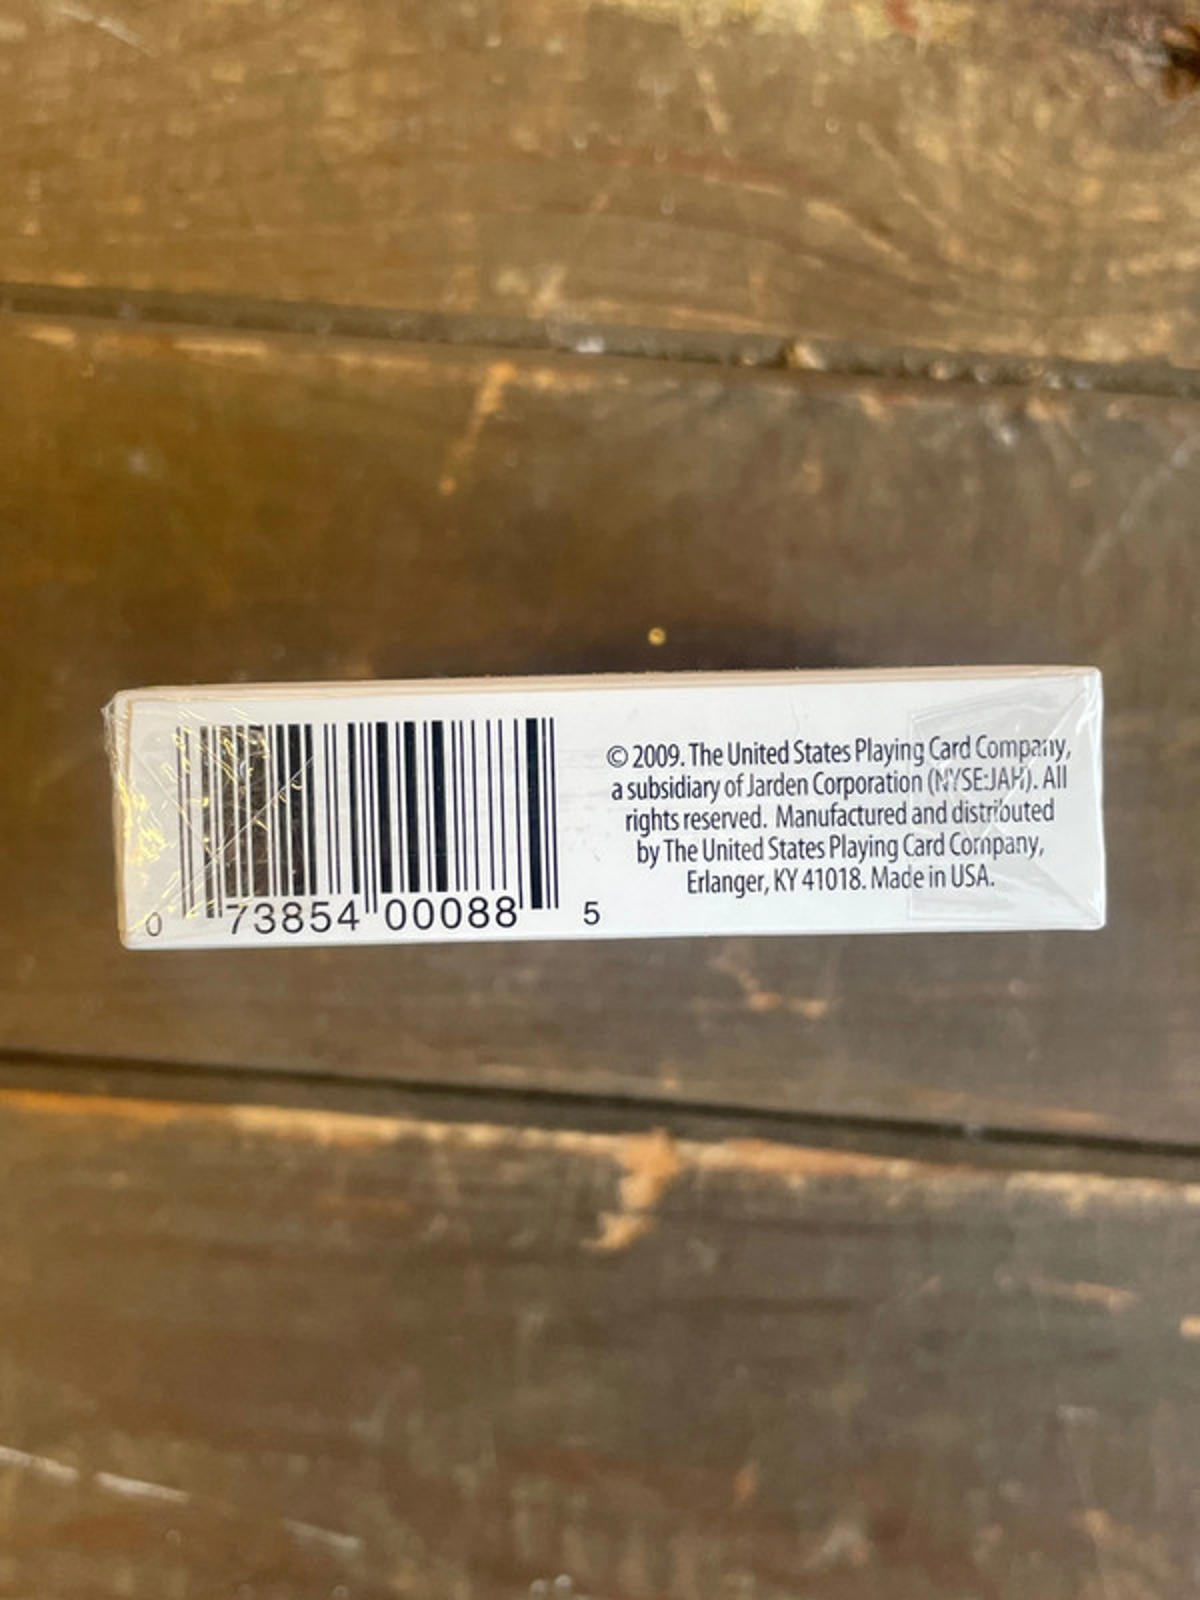 0 73854 00088 5
© 2009. The United States Playing Card Company,
a subsidiary of Jarden Corporation (NYSE:JAH). All
rights reserved. Manufactured and distributed
by The United States Playing Card Company,
Erlanger, KY 41018. Made in USA.